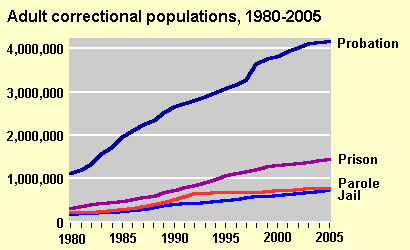 Adult correctional populations, 1980-2005
4,000,000
3,000,000
2,000,000
1,000,000
0
1980 1985 1990 1995 2000 2005
Probation
Prison
Parole
Jail